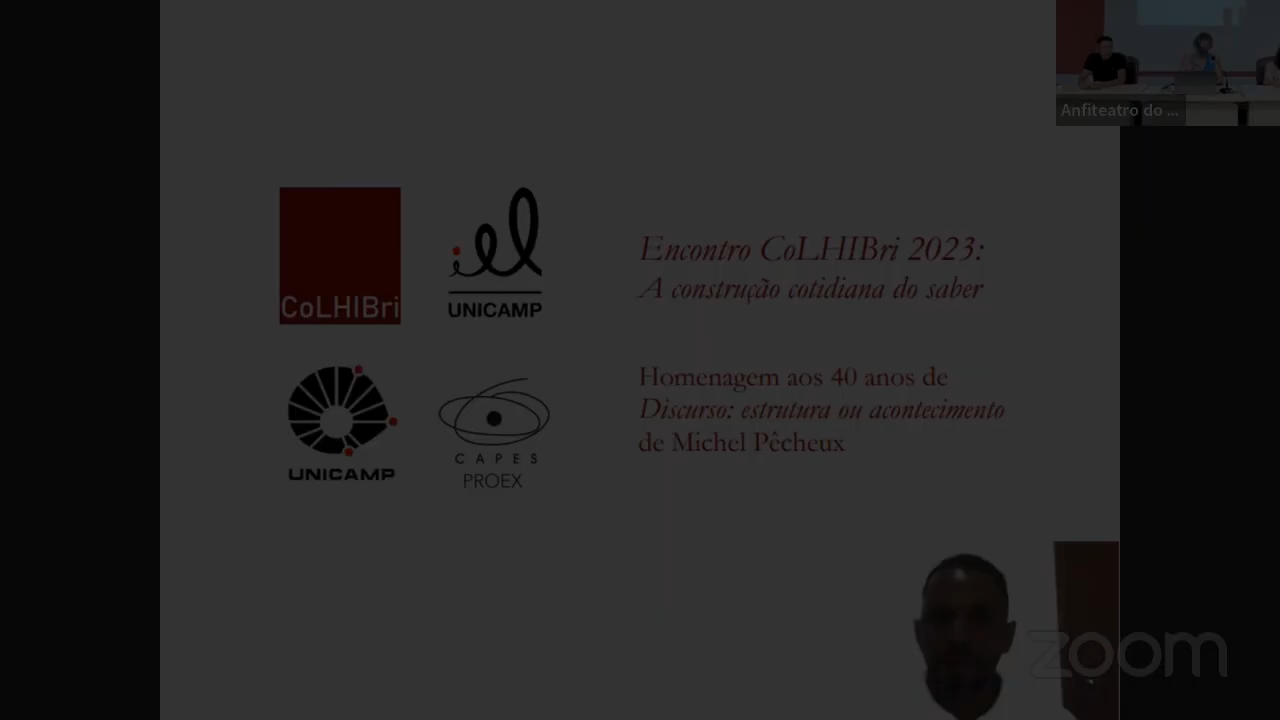 Anfiteatro do ...
CoLHIBri
iel
UNICAMP
Encontro CoLHIBri 2023:
A construção cotidiana do saber
UNICAMP
CAPES
PROEX
Homenagem aos 40 anos de
Discurso: estrutura ou acontecimento
de Michel Pêcheux
zoom